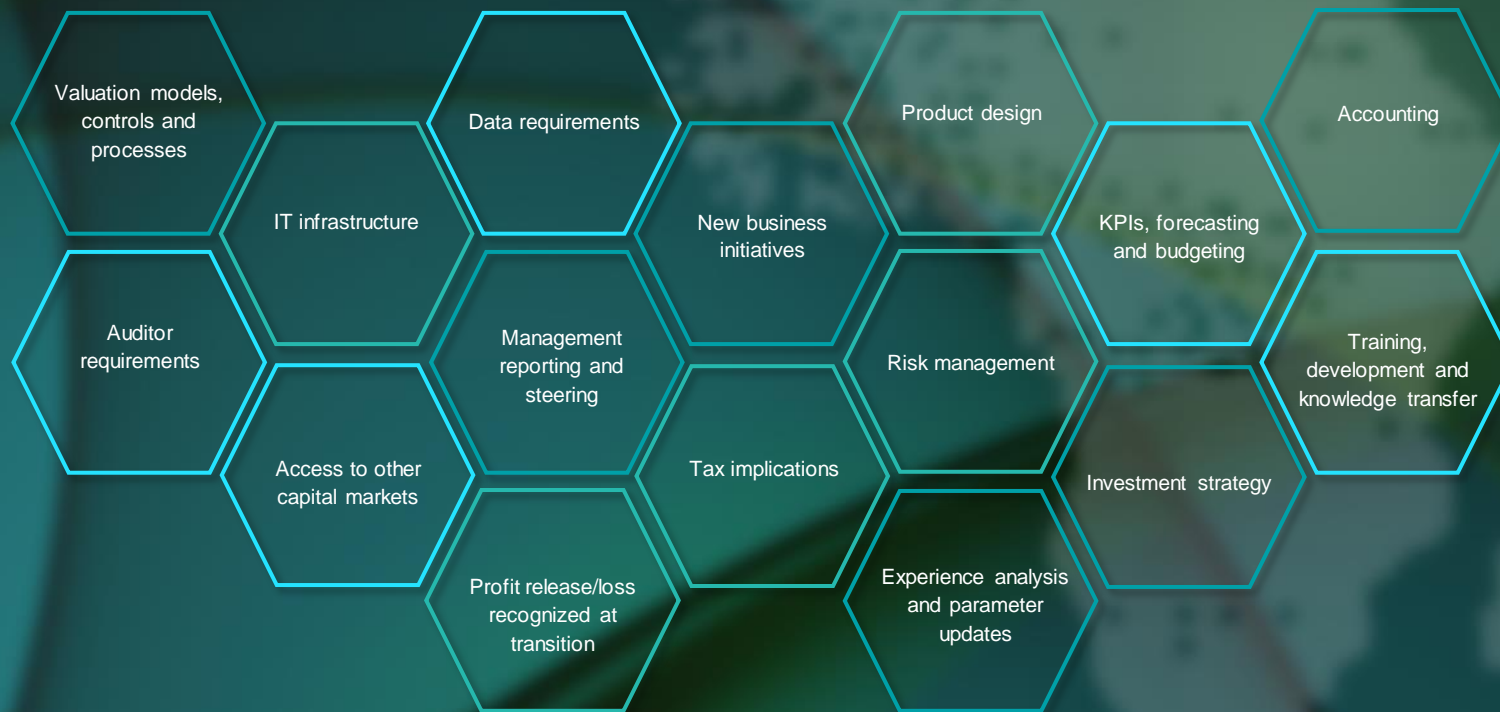 Valuation models,
controls and
processes
Data requirements
Product design
Accounting
IT infrastructure
New business
initiatives
KPIs, forecasting
and budgeting
Auditor
requirements
Management
reporting and
steering
Risk management
Training,
development and
knowledge transfer
Access to other
capital markets
Tax implications
Investment strategy
Profit release/loss
recognized at
transition
Experience analysis
and parameter
updates